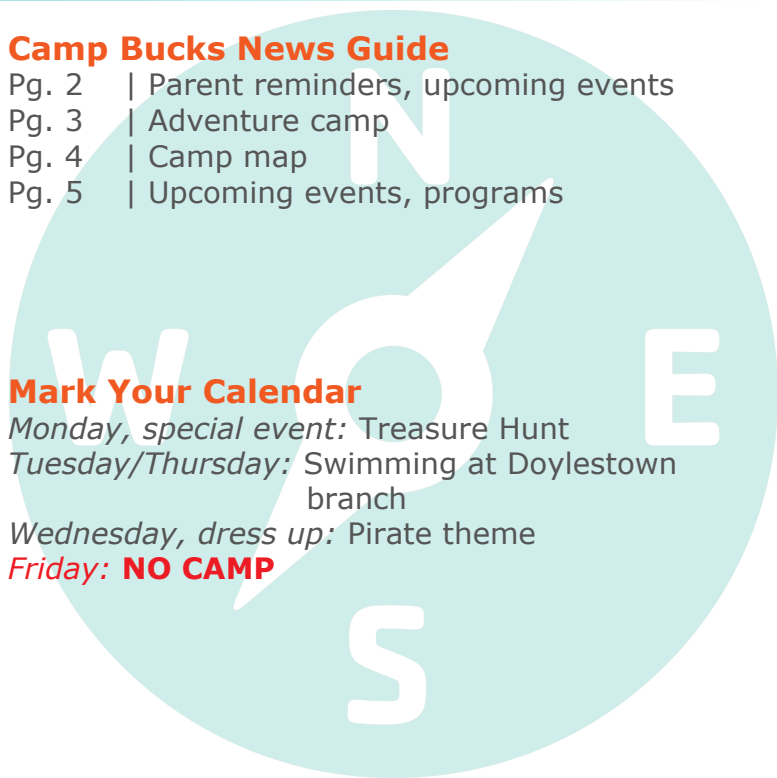 Camp Bucks News Guide
Pg. 2 | Parent reminders, upcoming events
Pg. 3 | Adventure camp
Pg. 4 | Camp map
Pg. 5 | Upcoming events, programs
N
W
E
Mark Your Calendar
Monday, special event: Treasure Hunt
Tuesday/Thursday: Swimming at Doylestown
branch
Wednesday, dress up: Pirate theme
Friday: NO CAMP
S